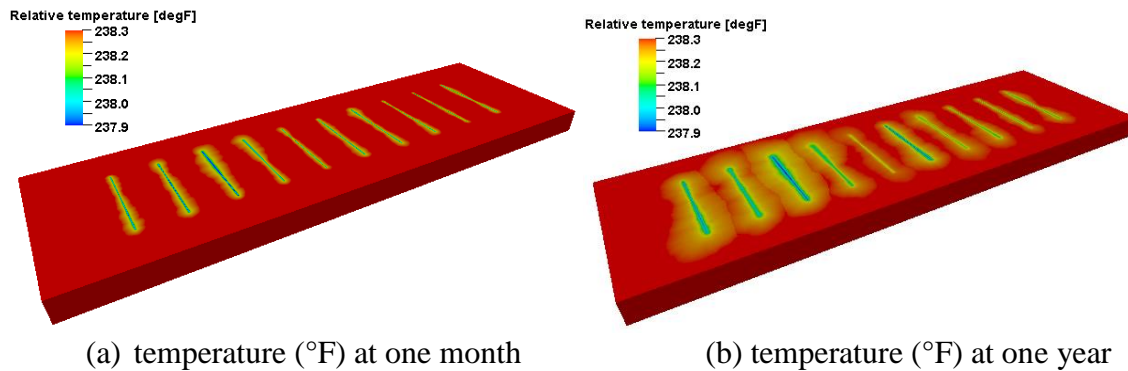 Relative temperature [degF]
238.3
238.2
238.1
238.0
237.9
(a) temperature (°F) at one month
Relative temperature [degF]
238.3
238.2
238.1
238.0
237.9
(b) temperature (°F) at one year